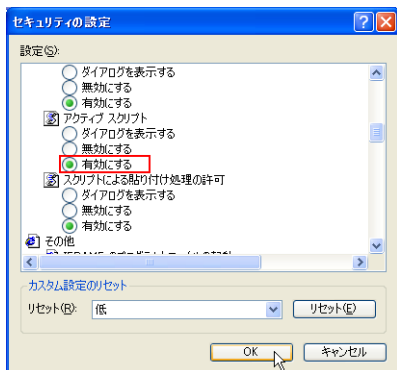 セキュリティの設定
設定(S):
ダイアログを表示する
無効にする
有効にする
アクティブ スクリプト
ダイアログを表示する
無効にする
有効にする
スクリプトによる貼り付け処理の許可
ダイアログを表示する
無効にする
有効にする
その他
カスタム設定のリセット
リセット(R): 低 リセット(E)
OK キャンセル